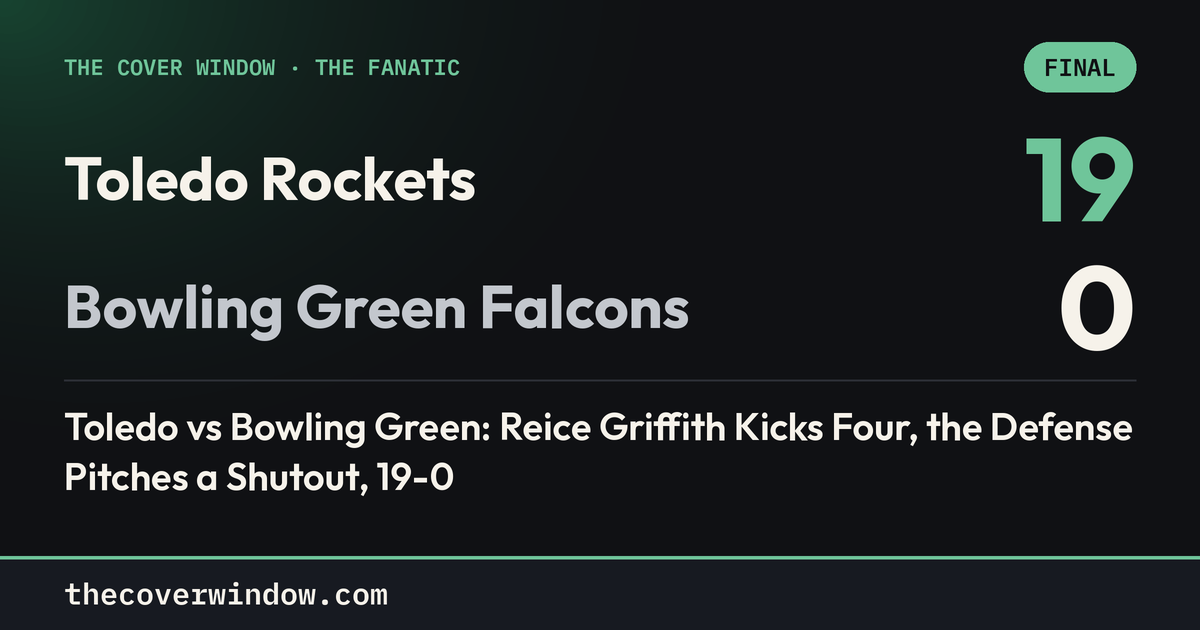 THE COVER WINDOW · THE FANATIC
FINAL
Toledo Rockets
19
Bowling Green Falcons
0
Toledo vs Bowling Green: Reice Griffith Kicks Four, the Defense
Pitches a Shutout, 19-0
thecoverwindow.com